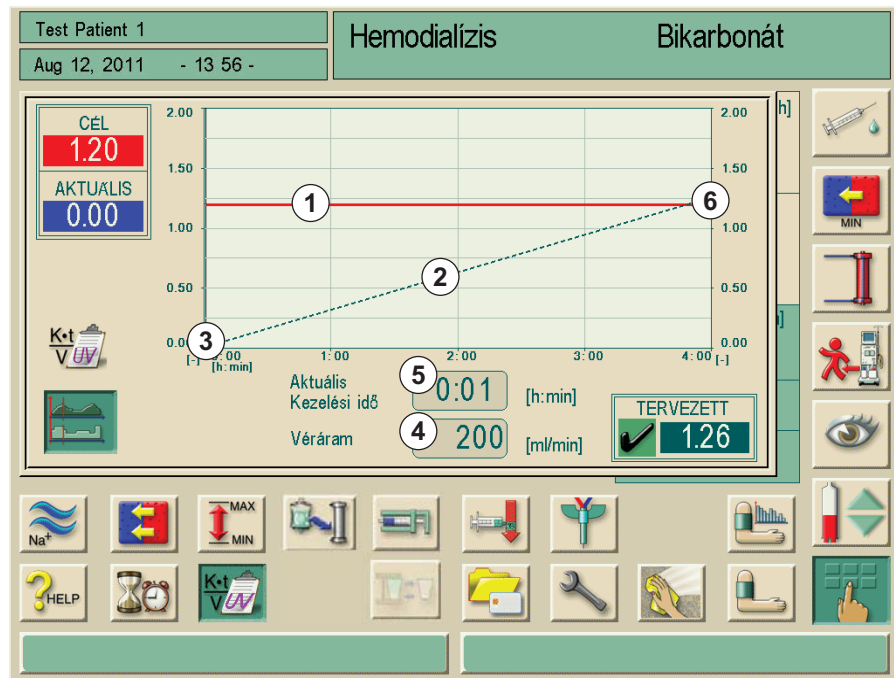 Test Patient 1
Aug 12, 2011 - 13 56 -
Hemodialízis Bikarbonát
CÉL
1.20
AKTUÁLIS
0.00
2.00
1.50
1.00
0.50
0.00
[-]
2.00
1.50
1.00
0.50
0.00
[-]
:00 1:00 2:00 3:00 4:00
[h:min]
1
2
3
6
h]
]
K•t
V UV
Aktuális
Kezelési idő
5
0:01
[h:min]
Véráram
4
200
[ml/min]
TERVEZETT
1.26
MIN
Na+
MAX
MIN
?HELP
K•t
V UV